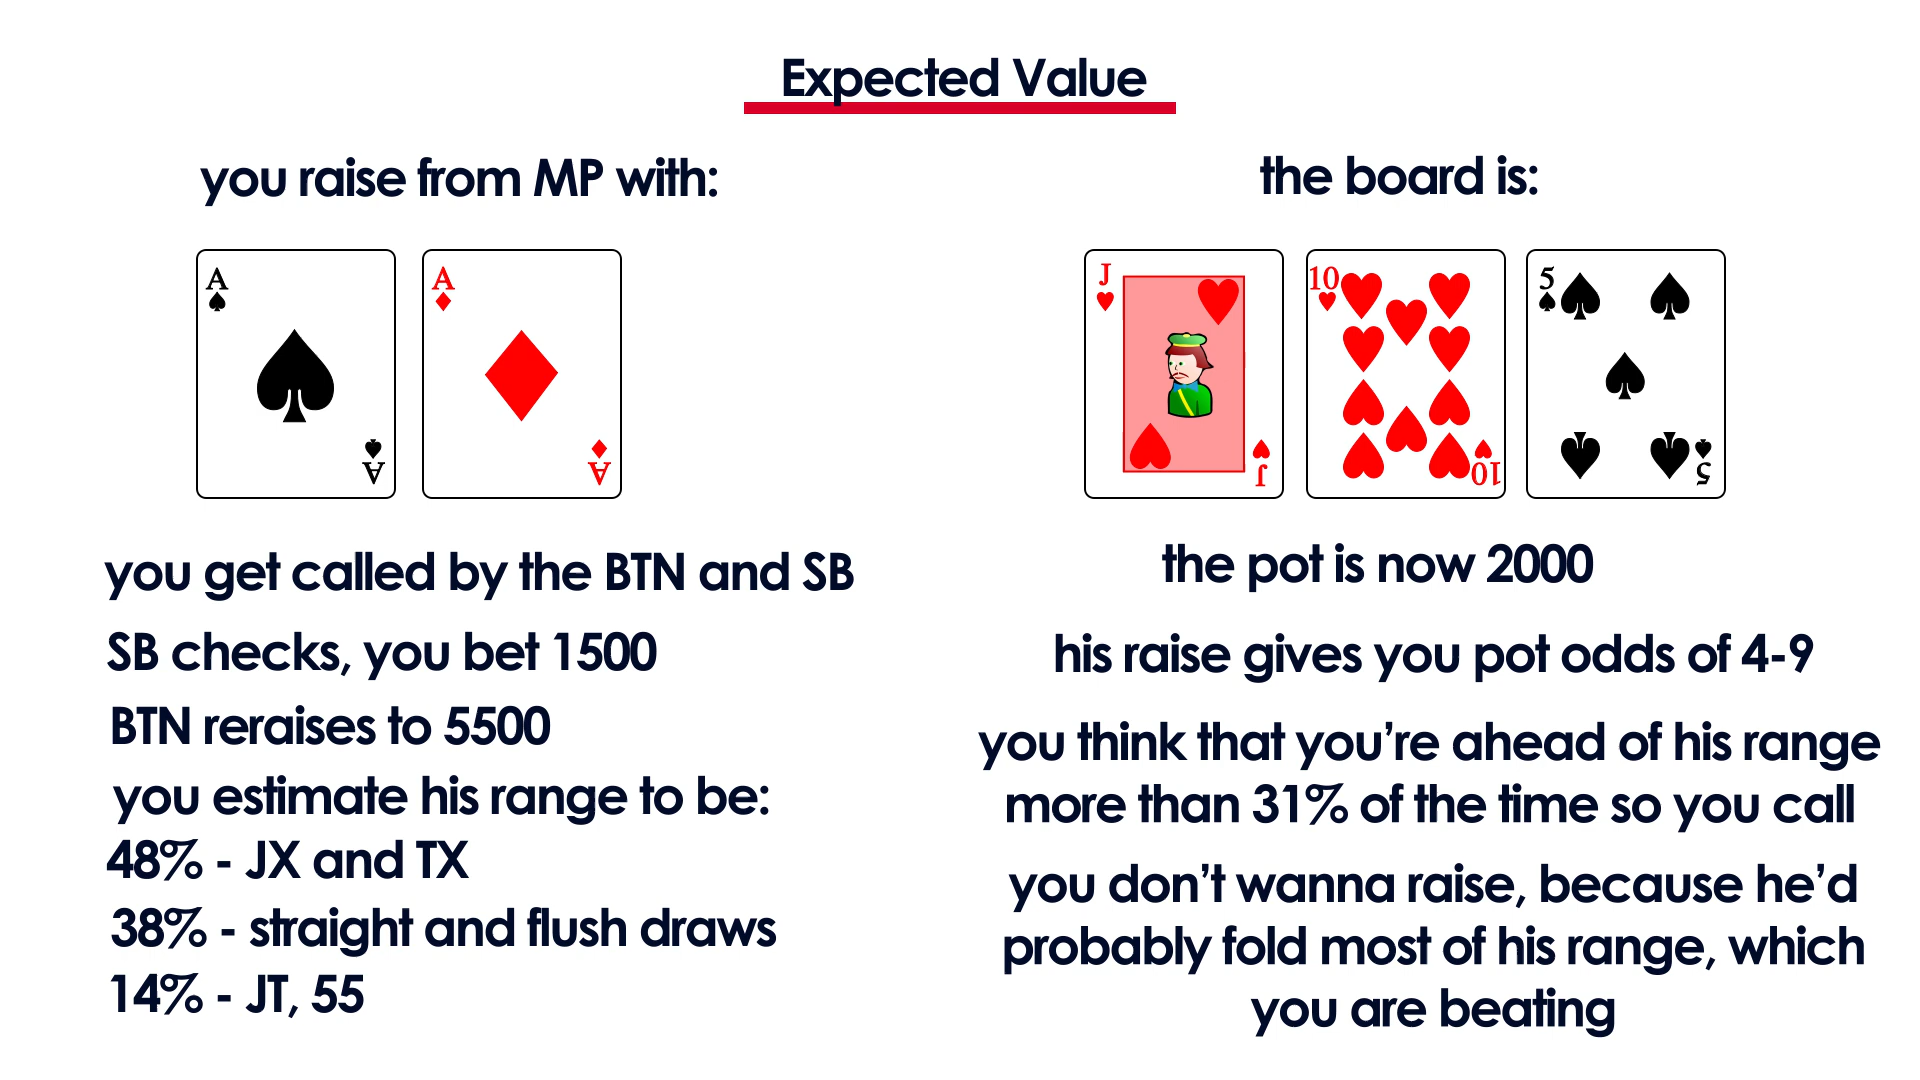 Expected Value
you raise from MP with:
A
A
A
A
you get called by the BTN and SB
SB checks, you bet 1500
BTN reraises to 5500
you estimate his range to be:
48% - JX and TX
38% - straight and flush draws
14% - JT, 55
the board is:
J
J
10
10
5
5
the pot is now 2000
his raise gives you pot odds of 4-9
you think that you're ahead of his range
more than 31% of the time so you call
you don't wanna raise, because he'd
probably fold most of his range, which
you are beating